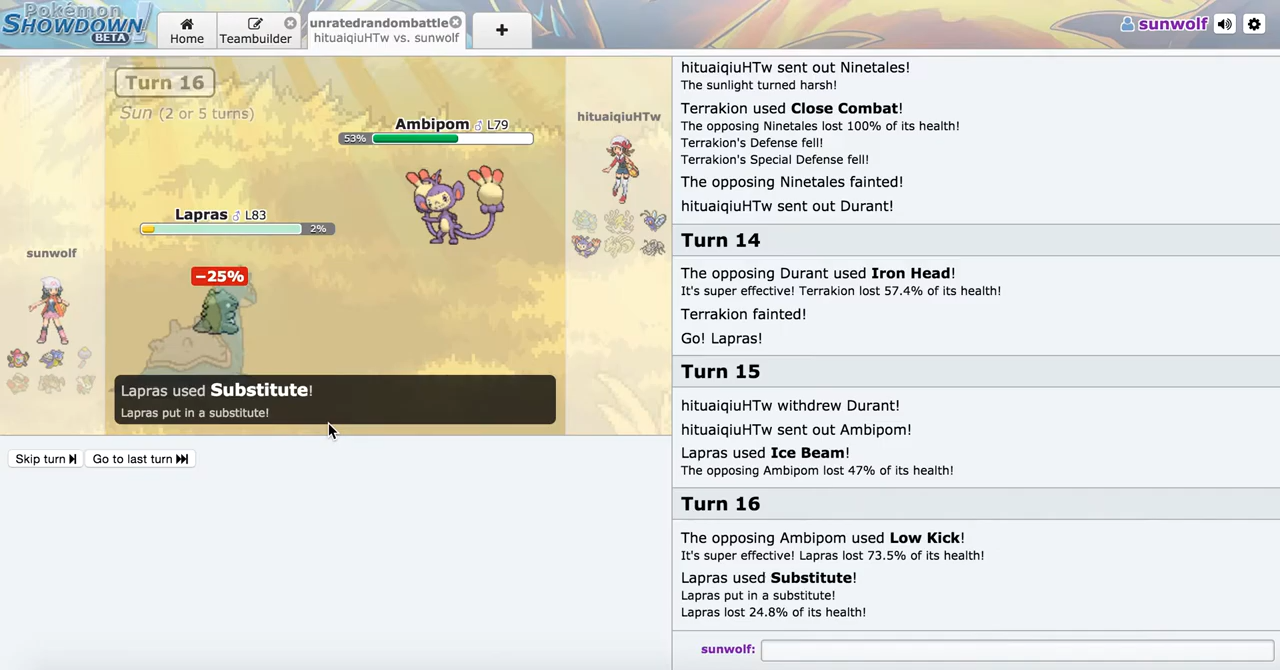 Pokémon
SHOWDOWN
BETA
Home
Teambuilder
unratedrandombattle
hituaiqiuHTw vs. sunwolf
+
sunwolf
Turn 16
Sun (2 or 5 turns)
Ambipom ♂ L79
53%
hituaiqiuHTw
Lapras ♂ L83
2%
sunwolf
−25%
Lapras used Substitute!
Lapras put in a substitute!
Skip turn
Go to last turn
hituaiqiuHTw sent out Ninetales!
The sunlight turned harsh!
Terrakion used Close Combat!
The opposing Ninetales lost 100% of its health!
Terrakion's Defense fell!
Terrakion's Special Defense fell!
The opposing Ninetales fainted!
hituaiqiuHTw sent out Durant!
Turn 14
The opposing Durant used Iron Head!
It's super effective! Terrakion lost 57.4% of its health!
Terrakion fainted!
Go! Lapras!
Turn 15
hituaiqiuHTw withdrew Durant!
hituaiqiuHTw sent out Ambipom!
Lapras used Ice Beam!
The opposing Ambipom lost 47% of its health!
Turn 16
The opposing Ambipom used Low Kick!
It's super effective! Lapras lost 73.5% of its health!
Lapras used Substitute!
Lapras put in a substitute!
Lapras lost 24.8% of its health!
sunwolf: